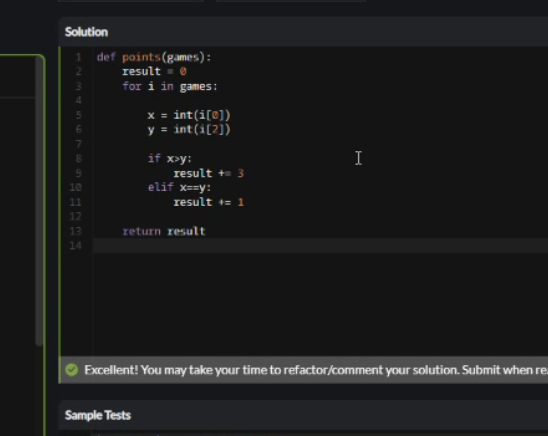 Solution
1 def points(games):
2 result = 0
3 for i in games:
4
5 x = int(i[0])
6 y = int(i[2])
7
8 if x>y:
9 result += 3
10 elif x==y:
11 result += 1
12
13 return result
14
Excellent! You may take your time to refactor/comment your solution. Submit when
Sample Tests